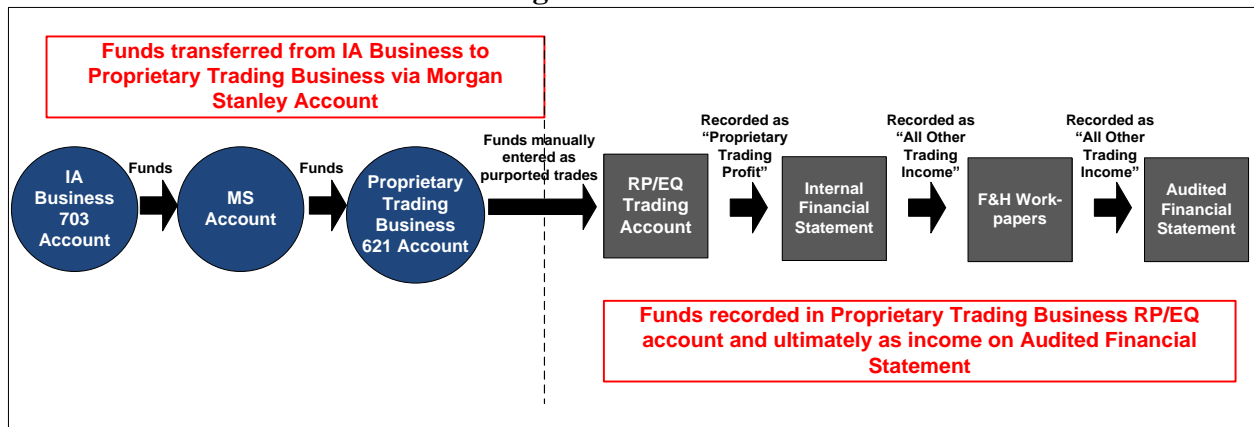 Funds transferred from IA Business to
Proprietary Trading Business via Morgan
Stanley Account
Funds
Funds
Funds manually
entered as
purported trades
Recorded as
“Proprietary
Trading
Profit”
Recorded as
“All Other
Trading
Income”
Recorded as
“All Other
Trading
Income”
IA
Business
703
Account
MS
Account
Proprietary
Trading
Business
621 Account
RP/EQ
Trading
Account
Internal
Financial
Statement
F&H Work-
papers
Audited
Financial
Statement
Funds recorded in Proprietary Trading Business RP/EQ
account and ultimately as income on Audited Financial
Statement